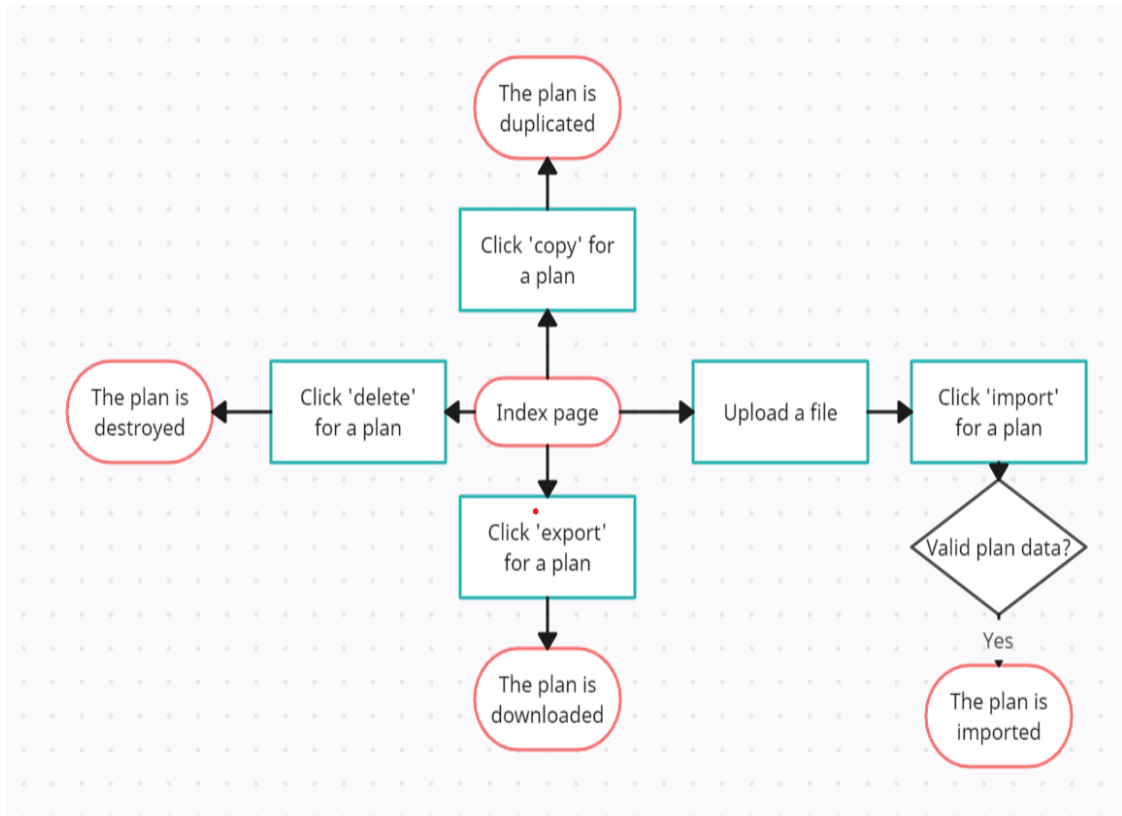 The plan is
duplicated
Click 'copy' for
a plan
The plan is
destroyed
Click 'delete'
for a plan
Index page
Upload a file
Click 'import'
for a plan
Click 'export'
for a plan
Valid plan data?
Yes
The plan is
downloaded
The plan is
imported